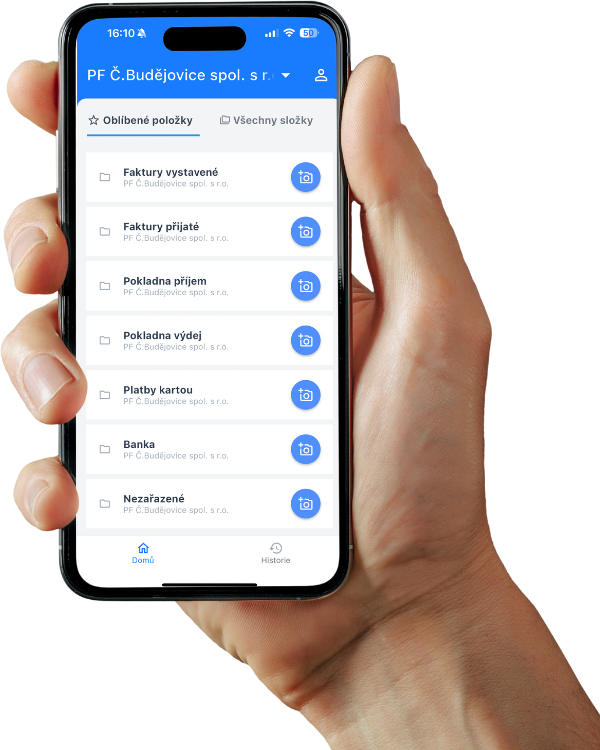 16:10
50
PF Č.Budějovice spol. s r.
Oblíbené položky
Všechny složky
Faktury vystavené
PF Č.Budějovice spol. s r.o.
Faktury přijaté
PF Č.Budějovice spol. s r.o.
Pokladna příjem
PF Č.Budějovice spol. s r.o.
Pokladna výdej
PF Č.Budějovice spol. s r.o.
Platby kartou
PF Č.Budějovice spol. s r.o.
Banka
PF Č.Budějovice spol. s r.o.
Nezařazené
PF Č.Budějovice spol. s r.o.
Domů
Historie